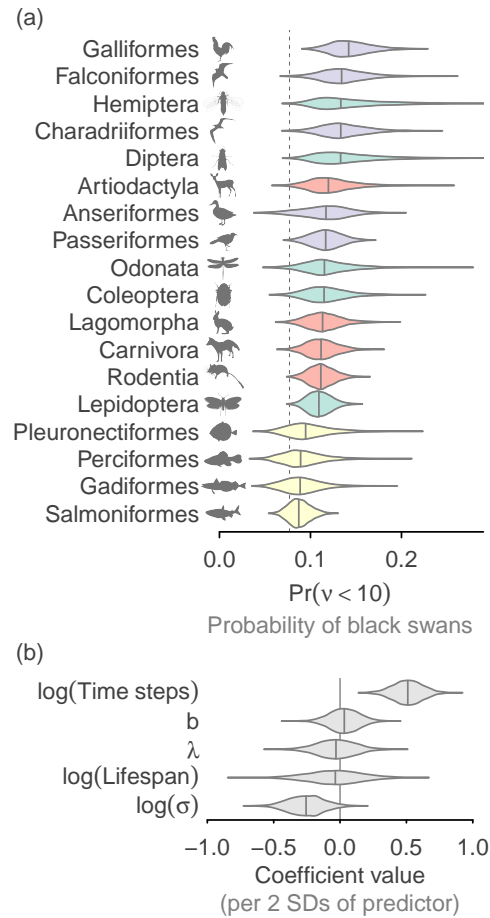 (a)
Galliformes
Falconiformes
Hemiptera
Charadriiformes
Diptera
Artiodactyla
Anseriformes
Passeriformes
Odonata
Coleoptera
Lagomorpha
Carnivora
Rodentia
Lepidoptera
Pleuronectiformes
Perciformes
Gadiformes
Salmoniformes
0.0 0.1 0.2
Pr(ν < 10)
Probability of black swans
(b)
log(Time steps)
b
λ
log(Lifespan)
log(σ)
−1.0 −0.5 0.0 0.5 1.0
Coefficient value
(per 2 SDs of predictor)